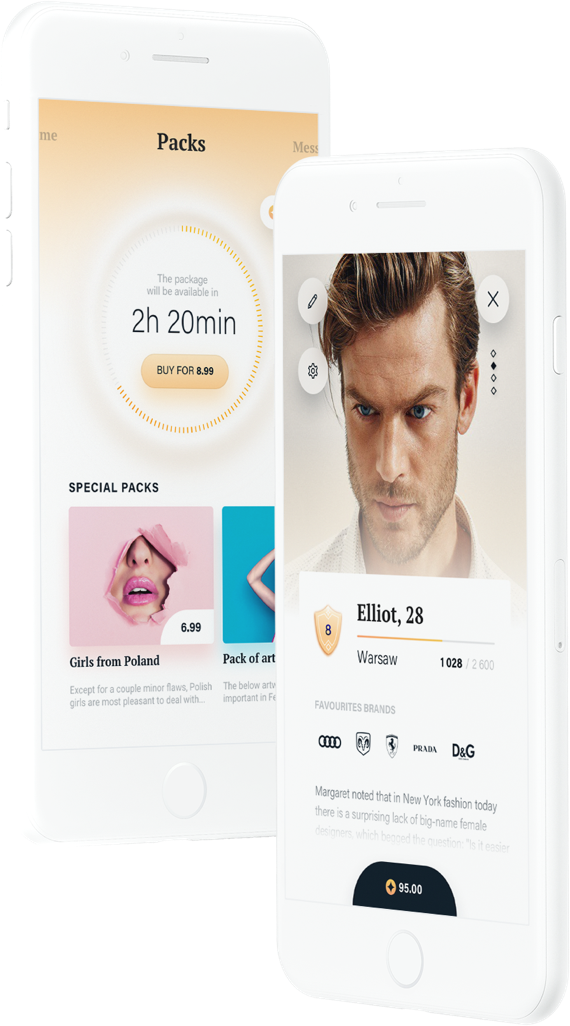 me
Packs
Mess
The package
will be available in
2h 20min
BUY FOR 8.99
SPECIAL PACKS
6.99
Girls from Poland
Except for a couple minor flaws, Polish
girls are most pleasant to deal with...
Pack of art
The below artw
important in Fe
8
Elliot, 28
Warsaw
1 028 / 2 600
FAVOURITES BRANDS
PRADA
D&G
Margaret noted that in New York fashion today
there is a surprising lack of big-name female
designers, which begged the question: "Is it easier
95.00